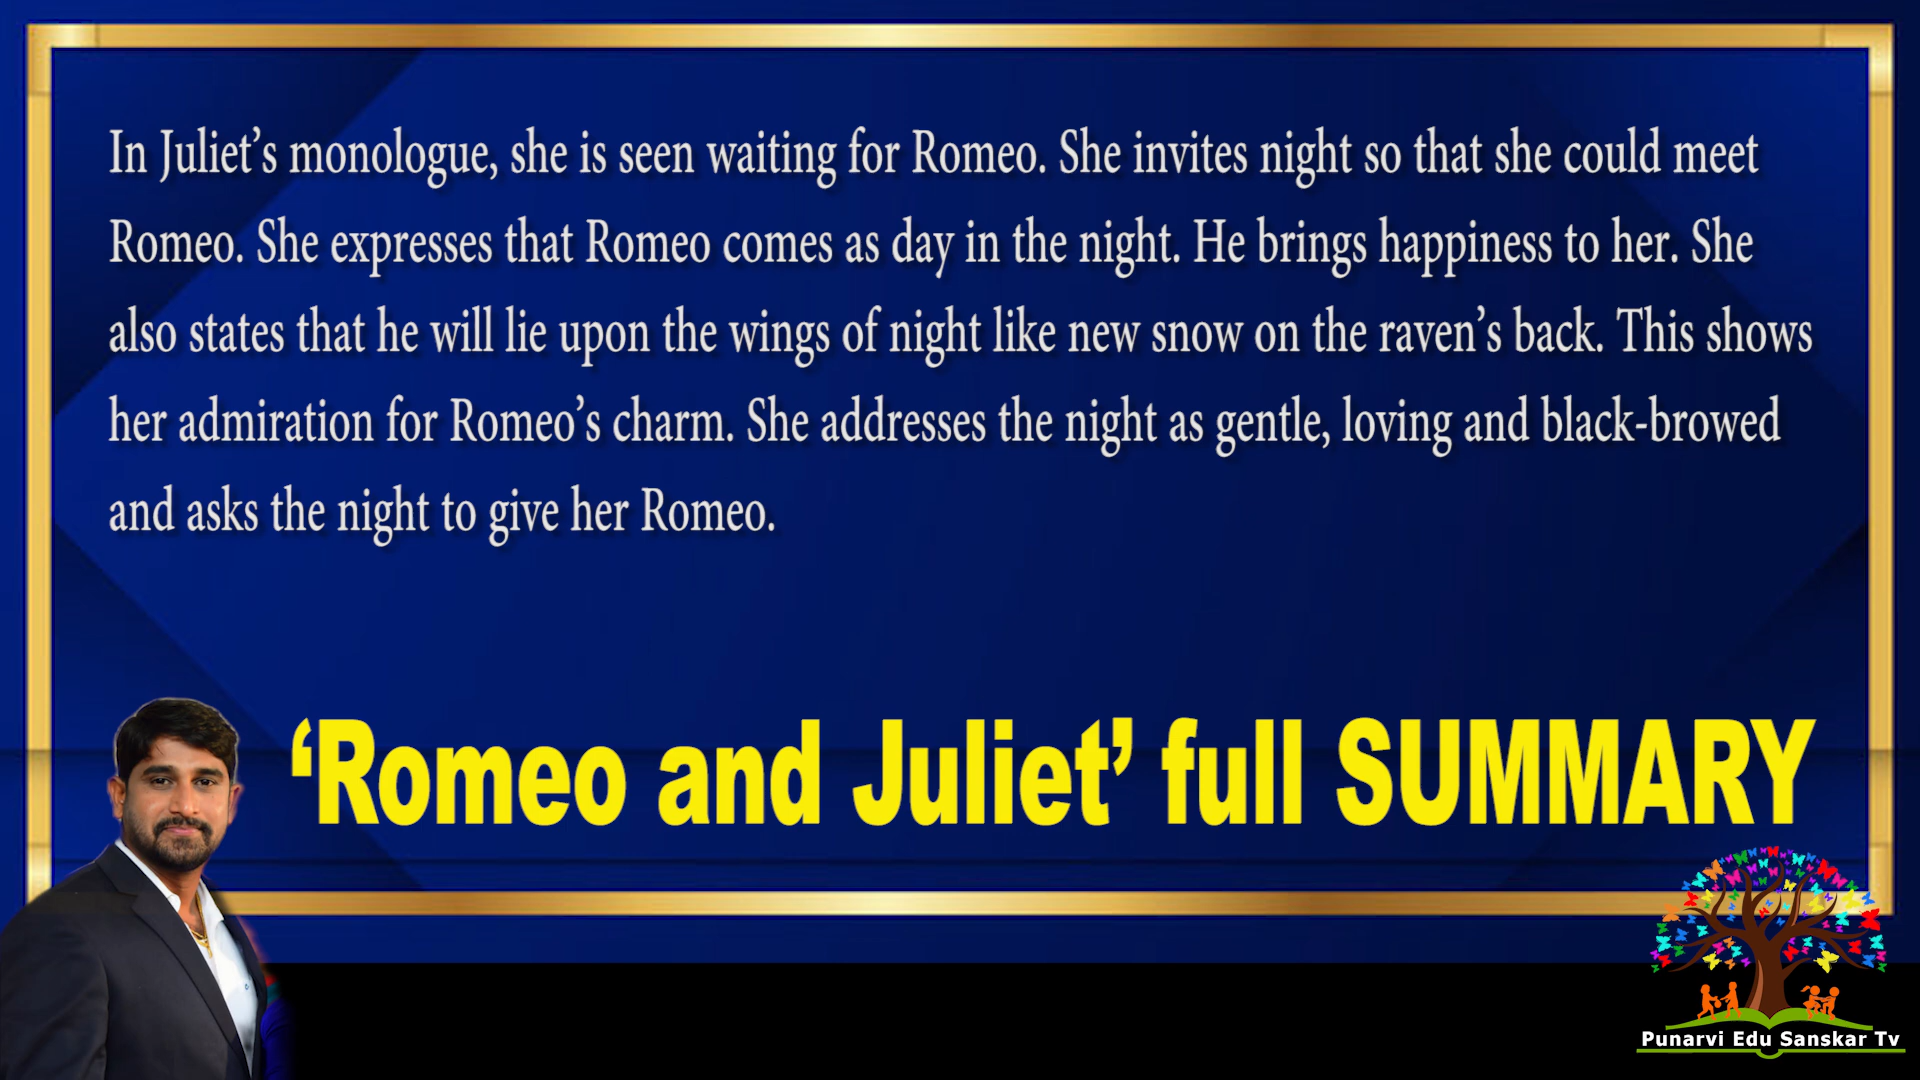 In Juliet’s monologue, she is seen waiting for Romeo. She invites night so that she could meet
Romeo. She expresses that Romeo comes as day in the night. He brings happiness to her. She
also states that he will lie upon the wings of night like new snow on the raven’s back. This shows
her admiration for Romeo’s charm. She addresses the night as gentle, loving and black-browed
and asks the night to give her Romeo.
‘Romeo and Juliet’ full SUMMARY
Punarvi Edu Sanskar Tv